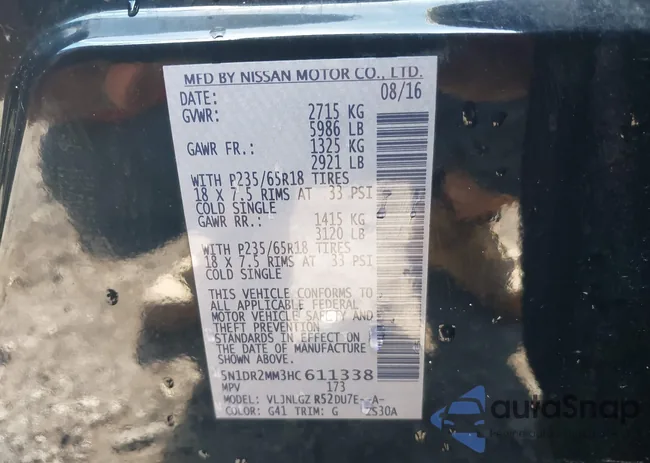 MFD BY NISSAN MOTOR CO., LTD.
DATE: 08/16
GVWR: 2715 KG
5986 LB
GAWR FR.: 1325 KG
2921 LB
WITH P235/65R18 TIRES
18 X 7.5 RIMS AT 33 PSI
COLD SINGLE
GAWR RR.: 1415 KG
3120 LB
WITH P235/65R18 TIRES
18 X 7.5 RIMS AT 33 PSI
COLD SINGLE
THIS VEHICLE CONFORMS TO
ALL APPLICABLE FEDERAL
MOTOR VEHICLE SAFETY AND
THEFT PREVENTION
STANDARDS IN EFFECT ON
THE DATE OF MANUFACTURE
SHOWN ABOVE.
5N1DR2MM3HC611338
MPV 173
MODEL: VLJNLGZ R52DU7E- -A-
COLOR: G41 TRIM: G 2S30A
autoSnap